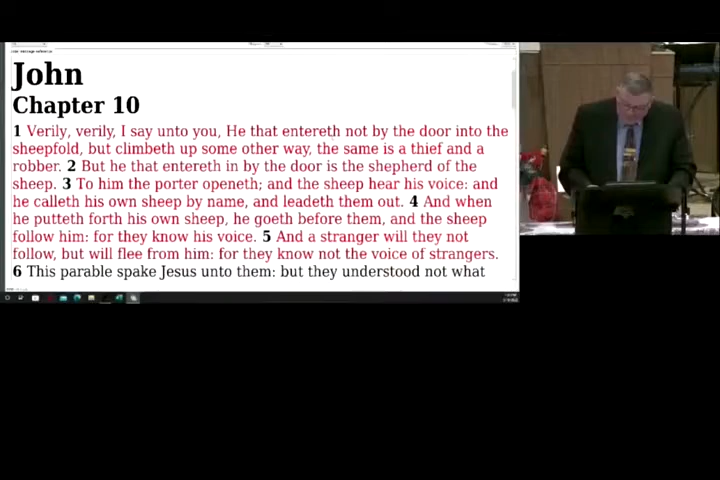 John
Chapter 10
1 Verily, verily, I say unto you, He that entereth not by the door into the
sheepfold, but climbeth up some other way, the same is a thief and a
robber. 2 But he that entereth in by the door is the shepherd of the
sheep. 3 To him the porter openeth; and the sheep hear his voice: and
he calleth his own sheep by name, and leadeth them out. 4 And when
he putteth forth his own sheep, he goeth before them, and the sheep
follow him: for they know his voice. 5 And a stranger will they not
follow, but will flee from him: for they know not the voice of strangers.
6 This parable spake Jesus unto them: but they understood not what